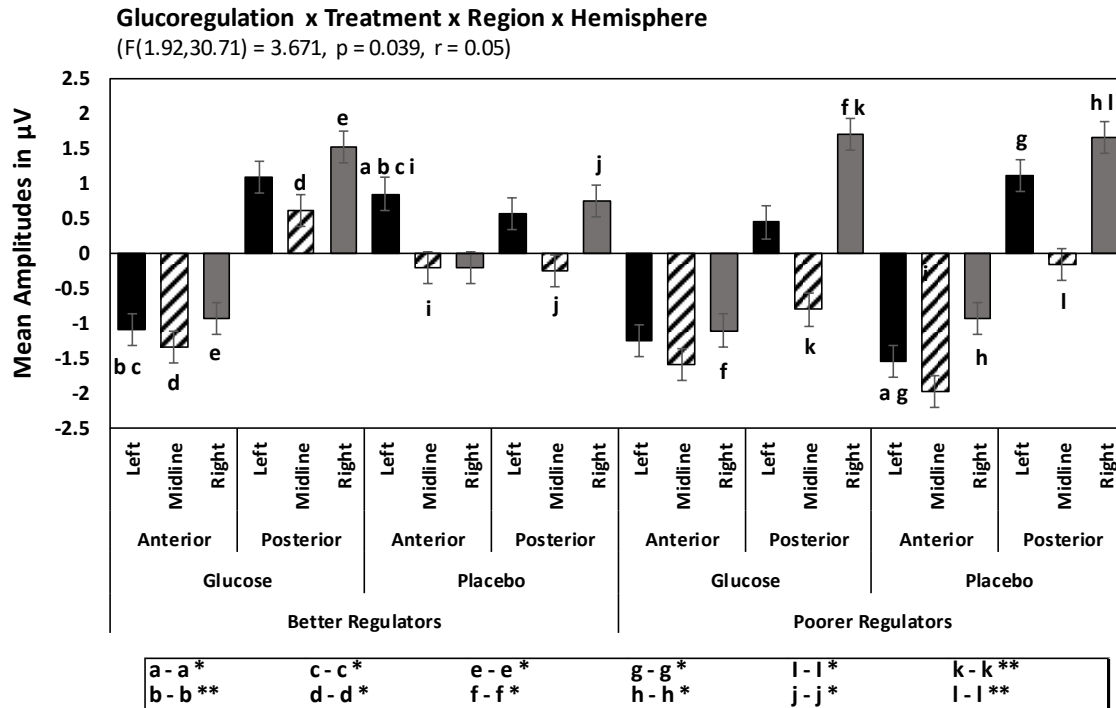 Glucoregulation x Treatment x Region x Hemisphere
(F(1.92,30.71) = 3.671, p = 0.039, r = 0.05)
Mean Amplitudes in µV
2.5
2
1.5
1
0.5
0
-0.5
-1
-1.5
-2
-2.5
b c
d
e
d
e
a b c i
i
j
j
f
k
f k
a g
i
h
g
l
h l
Left Midline Right Left Midline Right Left Midline Right Left Midline Right Left Midline Right Left Midline Right Left Midline Right Left Midline Right
Anterior Posterior Anterior Posterior Anterior Posterior Anterior Posterior
Glucose Placebo Glucose Placebo
Better Regulators Poorer Regulators
a - a * c - c * e - e * g - g * I - I * k - k **
b - b ** d - d * f - f * h - h * j - j * l - l **